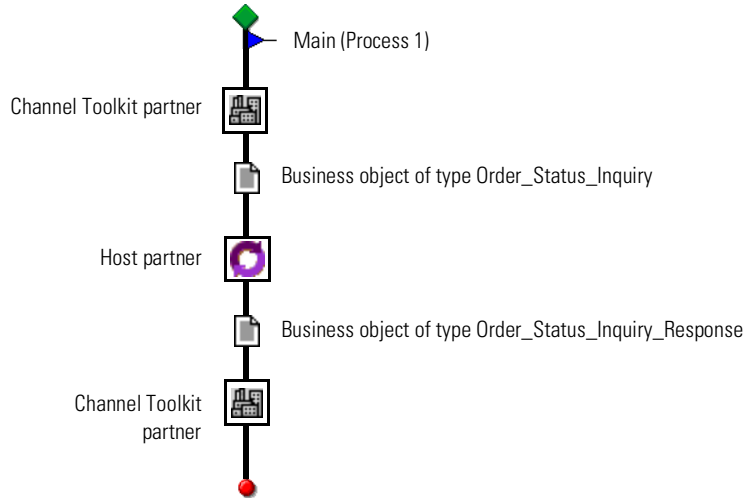 Main (Process 1)
Channel Toolkit partner
Business object of type Order_Status_Inquiry
Host partner
Business object of type Order_Status_Inquiry_Response
Channel Toolkit
partner